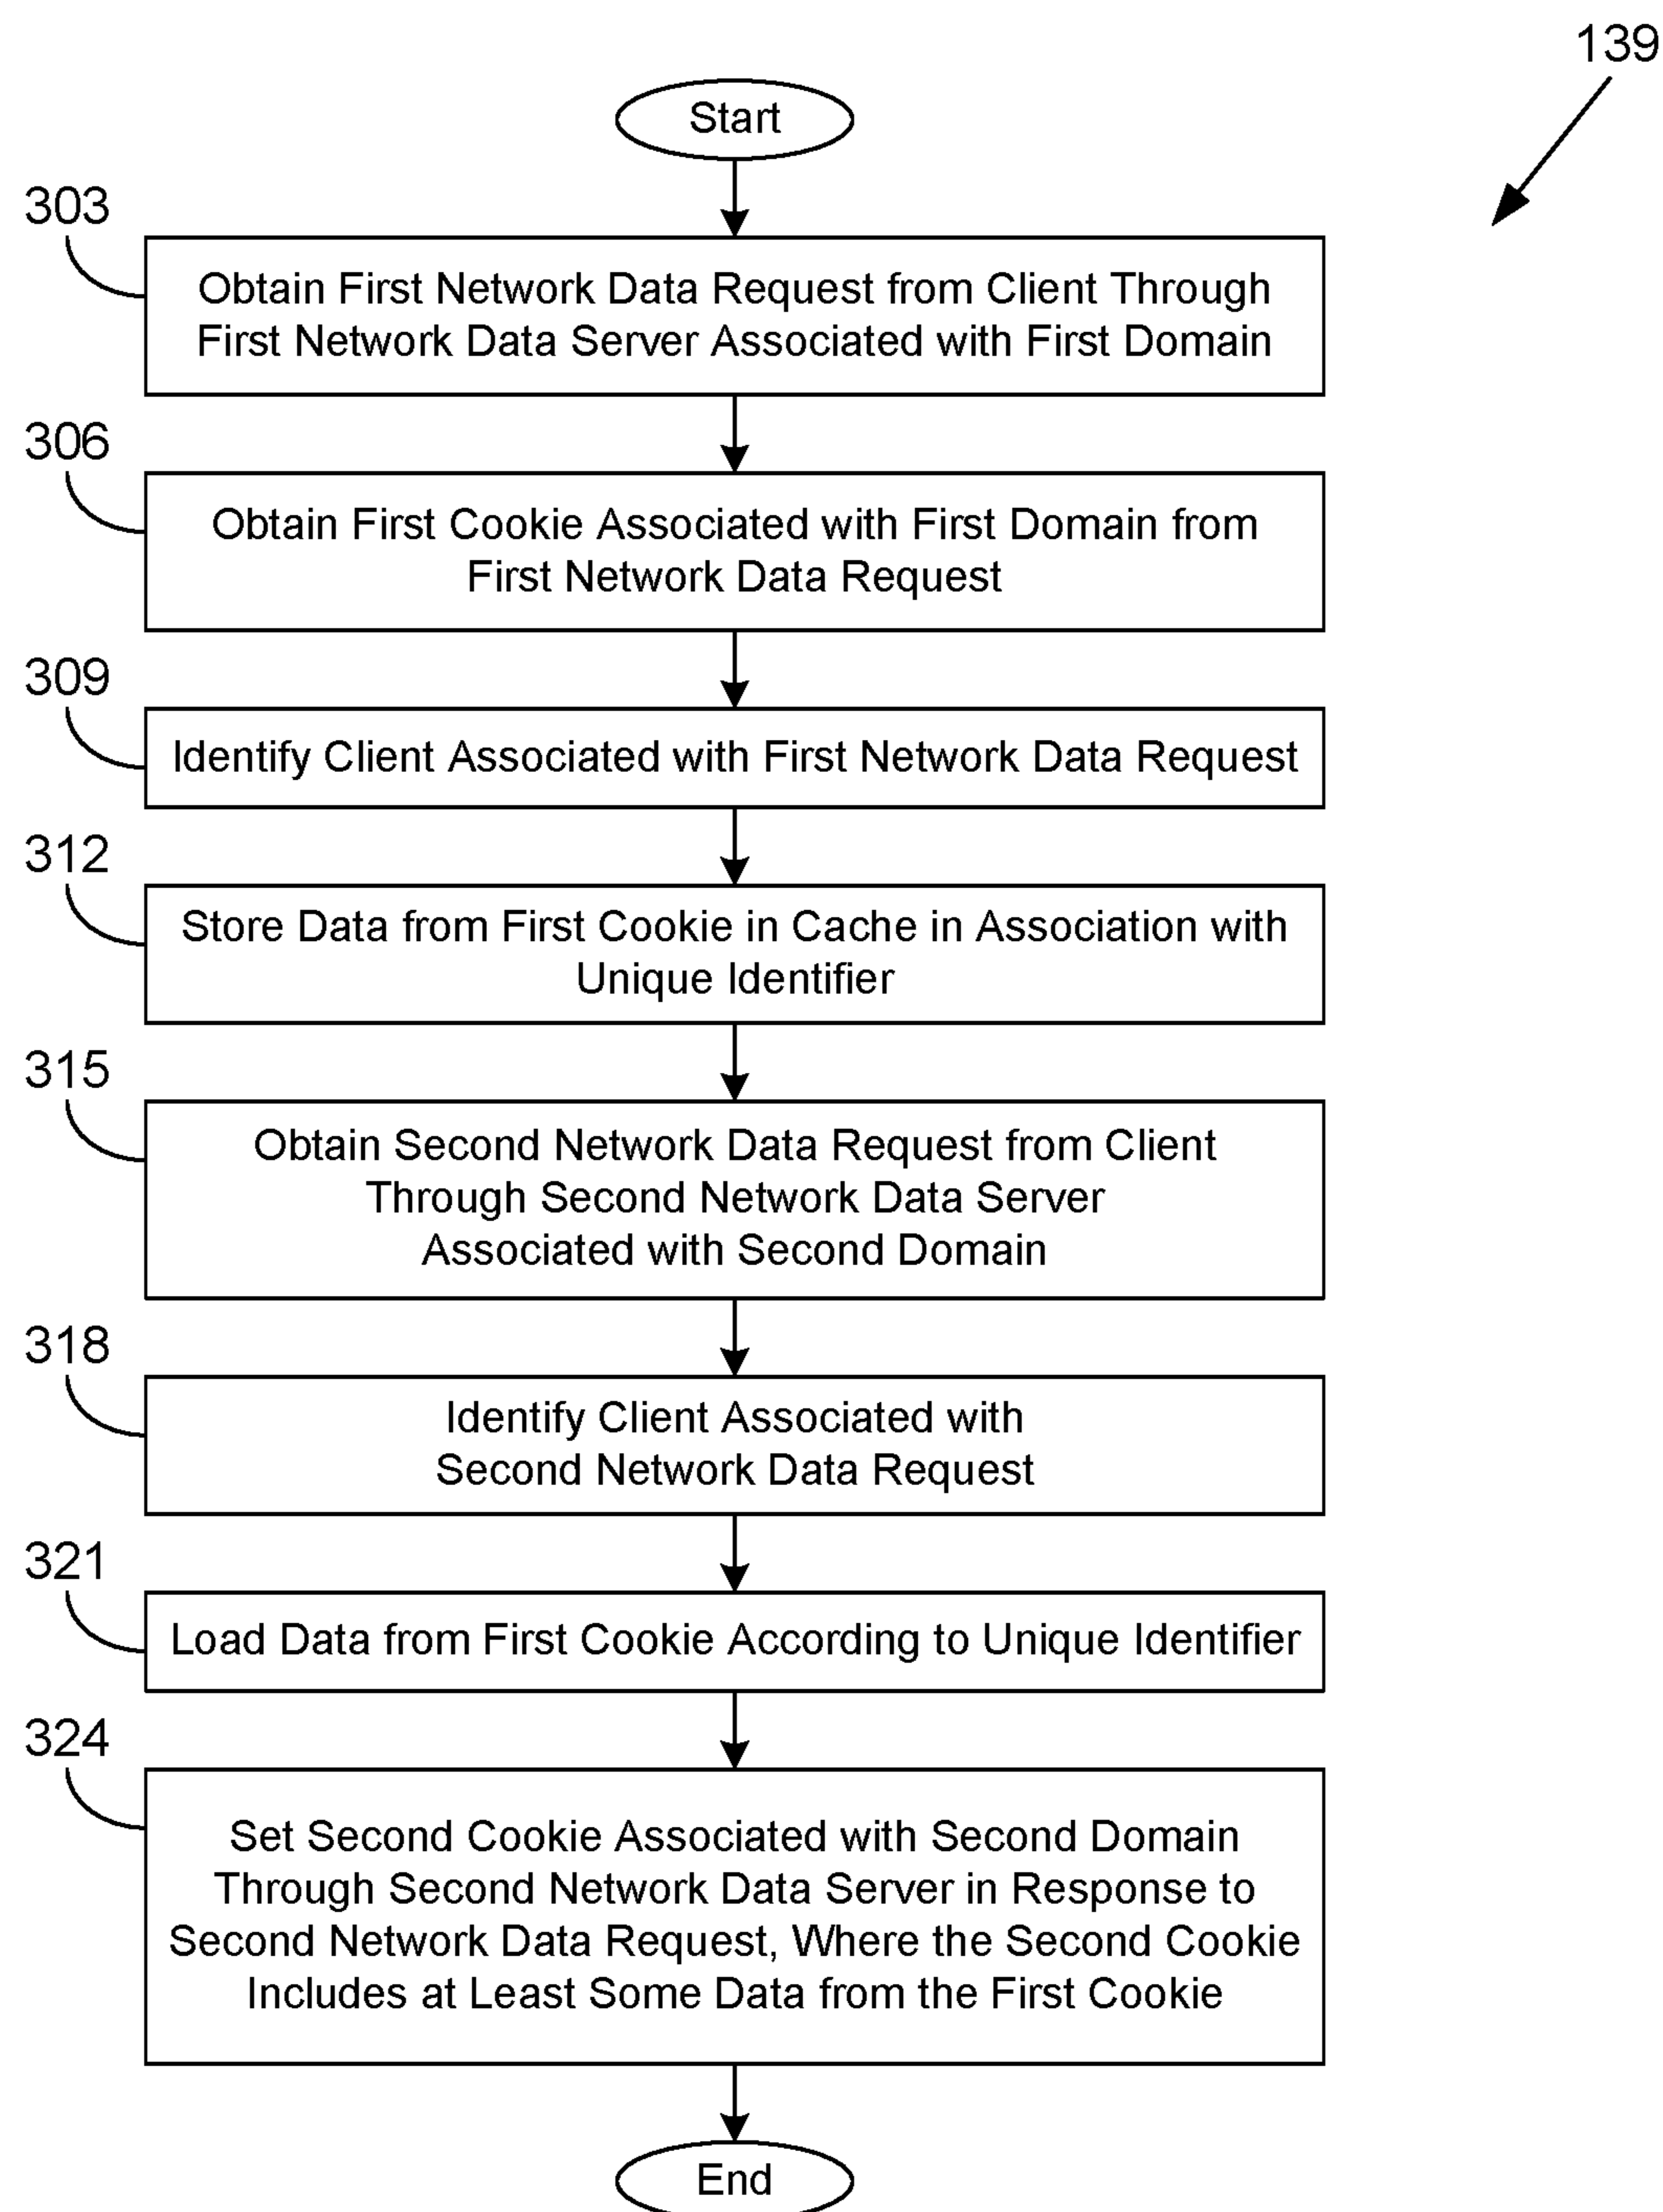 139
Start
303
Obtain First Network Data Request from Client Through
First Network Data Server Associated with First Domain
306
Obtain First Cookie Associated with First Domain from
First Network Data Request
309
Identify Client Associated with First Network Data Request
312
Store Data from First Cookie in Cache in Association with
Unique Identifier
315
Obtain Second Network Data Request from Client
Through Second Network Data Server
Associated with Second Domain
318
Identify Client Associated with
Second Network Data Request
321
Load Data from First Cookie According to Unique Identifier
324
Set Second Cookie Associated with Second Domain
Through Second Network Data Server in Response to
Second Network Data Request, Where the Second Cookie
Includes at Least Some Data from the First Cookie
End